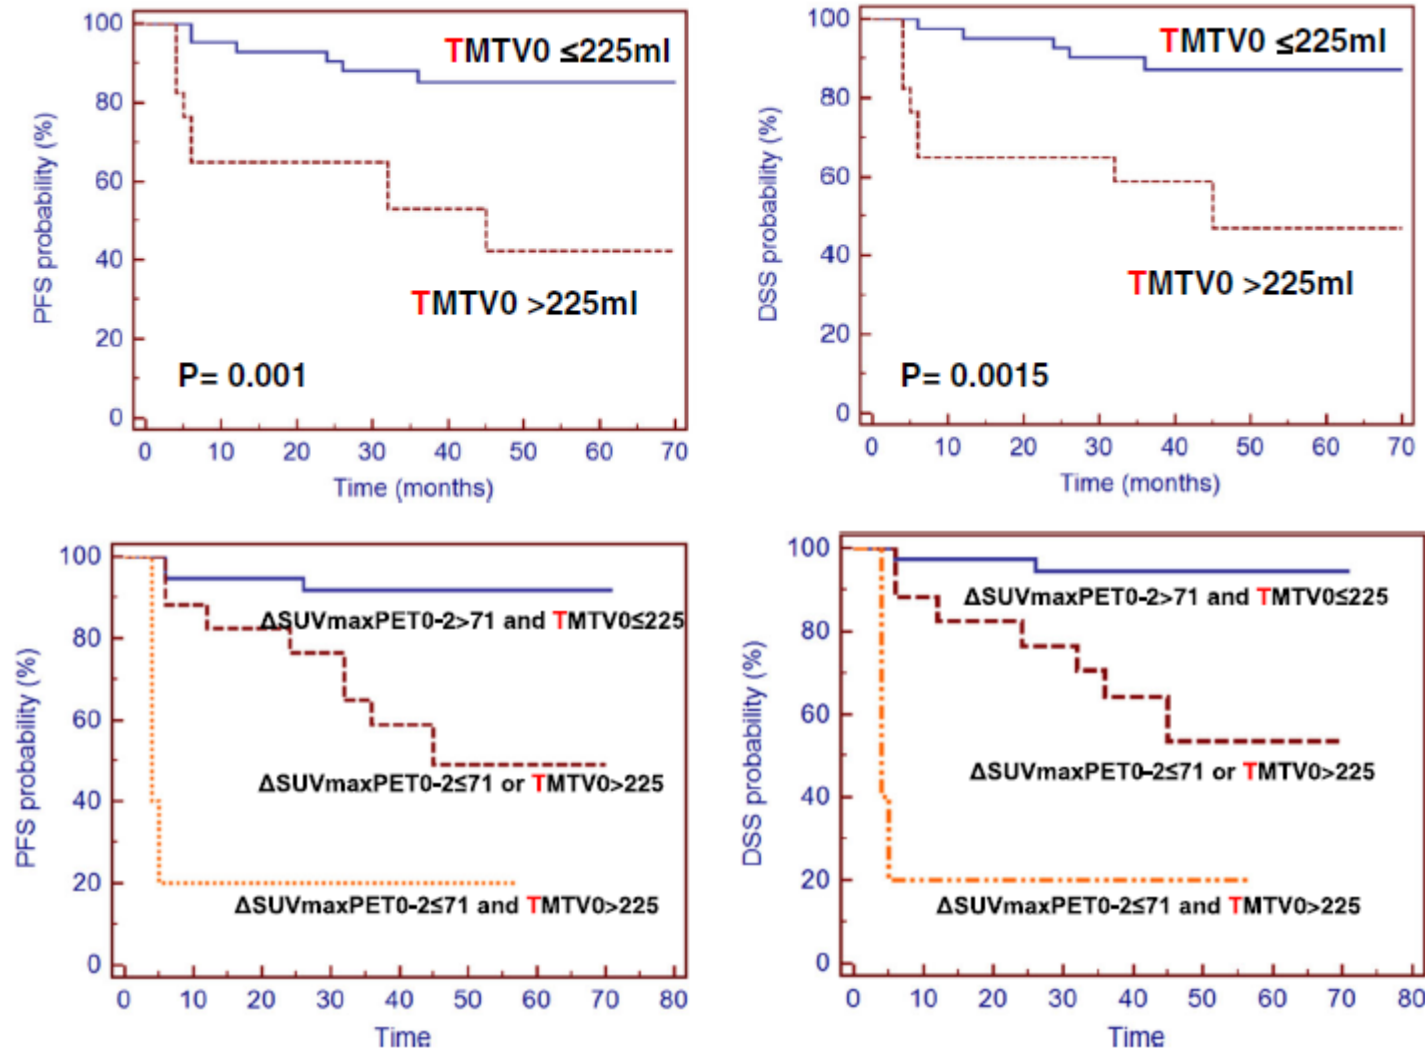 TMTV0 ≤225ml
TMTV0 >225ml
P= 0.001
PFS probability (%)
100
80
60
40
20
0
0 10 20 30 40 50 60 70
Time (months)
TMTV0 ≤225ml
TMTV0 >225ml
P= 0.0015
DSS probability (%)
100
80
60
40
20
0
0 10 20 30 40 50 60 70
Time (months)
ΔSUVmaxPET0-2>71 and TMTV0≤225
ΔSUVmaxPET0-2≤71 or TMTV0>225
ΔSUVmaxPET0-2≤71 and TMTV0>225
PFS probability (%)
100
80
60
40
20
0
0 10 20 30 40 50 60 70 80
Time
ΔSUVmaxPET0-2>71 and TMTV0≤225
ΔSUVmaxPET0-2≤71 or TMTV0>225
ΔSUVmaxPET0-2≤71 and TMTV0>225
DSS probability (%)
100
80
60
40
20
0
0 10 20 30 40 50 60 70 80
Time